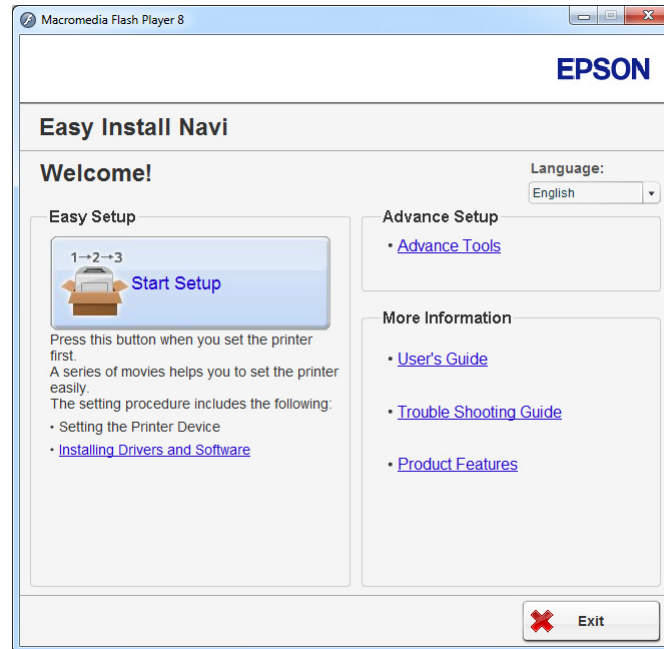 Macromedia Flash Player 8
EPSON
Easy Install Navi
Welcome!
Language:
English
Easy Setup
1→2→3
Start Setup
Press this button when you set the printer
first.
A series of movies helps you to set the printer
easily.
The setting procedure includes the following:
• Setting the Printer Device
• Installing Drivers and Software
Advance Setup
• Advance Tools
More Information
• User's Guide
• Trouble Shooting Guide
• Product Features
Exit